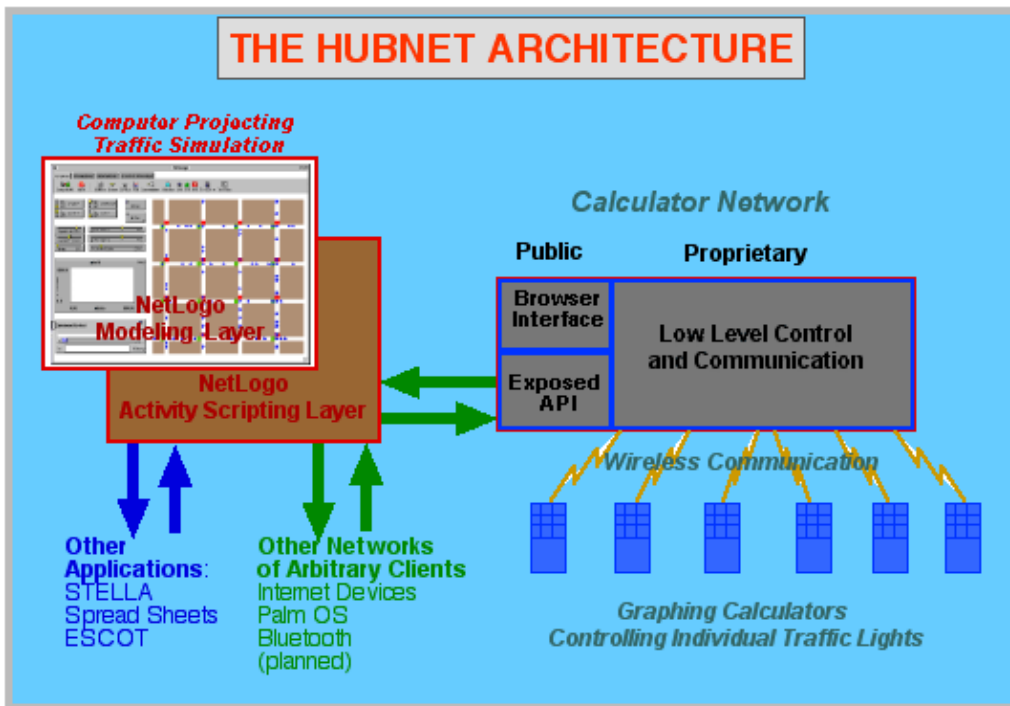 THE HUBNET ARCHITECTURE
Computer Projecting
Traffic Simulation
NetLogo
Modeling Layer
NetLogo
Activity Scripting Layer
Calculator Network
Public
Proprietary
Browser
Interface
Exposed
API
Low Level Control
and Communication
Wireless Communication
Other
Applications:
STELLA
Spread Sheets
ESCOT
Other Networks
of Arbitrary Clients
Internet Devices
Palm OS
Bluetooth
(planned)
Graphing Calculators
Controlling Individual Traffic Lights